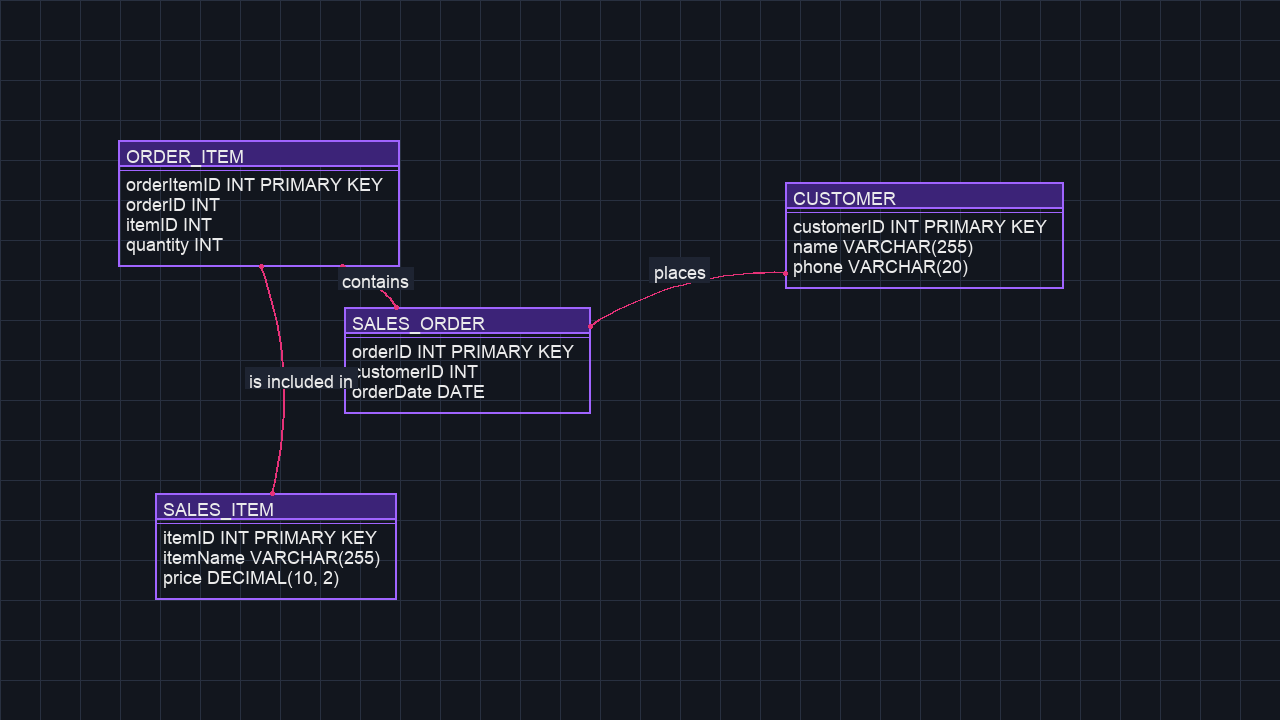 ORDER_ITEM
orderItemID INT PRIMARY KEY
orderID INT
itemID INT
quantity INT
contains
SALES_ORDER
orderID INT PRIMARY KEY
customerID INT
orderDate DATE
is included in
places
CUSTOMER
customerID INT PRIMARY KEY
name VARCHAR(255)
phone VARCHAR(20)
SALES_ITEM
itemID INT PRIMARY KEY
itemName VARCHAR(255)
price DECIMAL(10, 2)